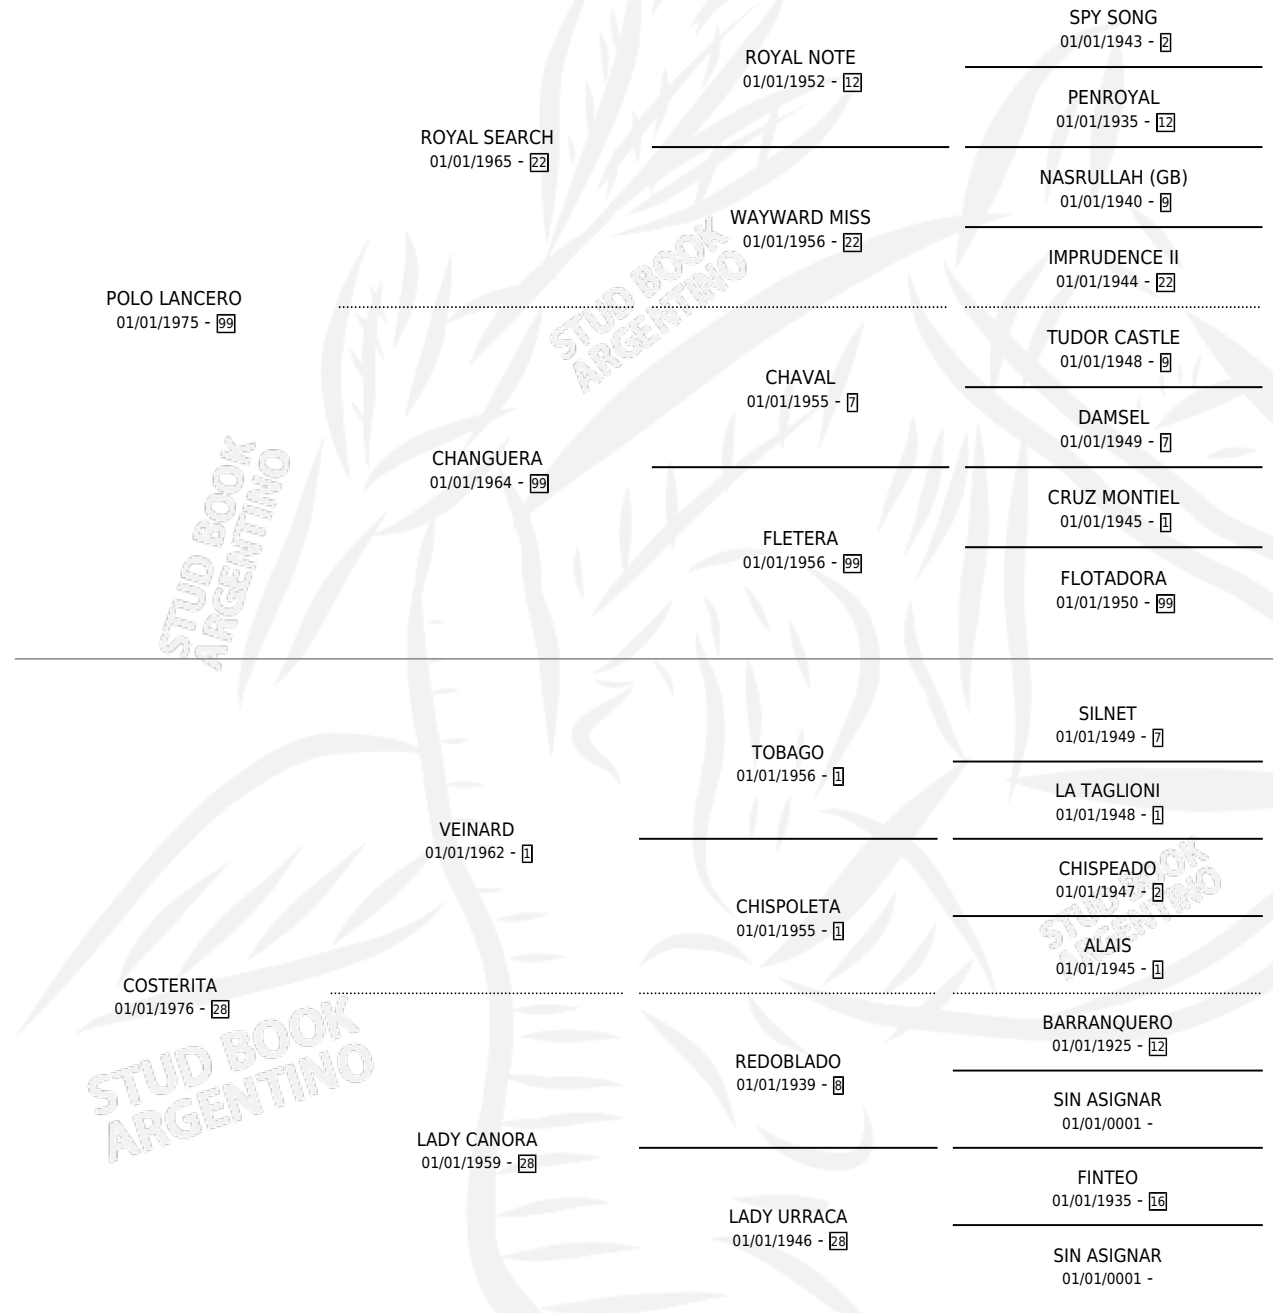 SPY SONG
01/01/1943 - 2
ROYAL NOTE
01/01/1952 - 12
PENROYAL
01/01/1935 - 12
ROYAL SEARCH
01/01/1965 - 22
NASRULLAH (GB)
01/01/1940 - 9
WAYWARD MISS
01/01/1956 - 22
IMPRUDENCE II
01/01/1944 - 22
STUD BOOK
ARGENTINO
POLO LANCERO
01/01/1975 - 99
TUDOR CASTLE
01/01/1948 - 9
CHAVAL
01/01/1955 - 7
DAMSEL
01/01/1949 - 7
CHANGUERA
01/01/1964 - 99
CRUZ MONTIEL
01/01/1945 - 1
FLETERA
01/01/1956 - 99
FLOTADORA
01/01/1950 - 99
STUD BOOK
ARGENTINO
SILNET
01/01/1949 - 7
TOBAGO
01/01/1956 - 1
LA TAGLIONI
01/01/1948 - 1
VEINARD
01/01/1962 - 1
CHISPEADO
01/01/1947 - 2
CHISPOLETA
01/01/1955 - 1
ALAIS
01/01/1945 - 1
STUD BOOK
ARGENTINO
COSTERITA
01/01/1976 - 28
STUD BOOK
ARGENTINO
BARRANQUERO
01/01/1925 - 12
REDOBLADO
01/01/1939 - 8
SIN ASIGNAR
01/01/0001 -
LADY CANORA
01/01/1959 - 28
FINTEO
01/01/1935 - 16
LADY URRACA
01/01/1946 - 28
SIN ASIGNAR
01/01/0001 -